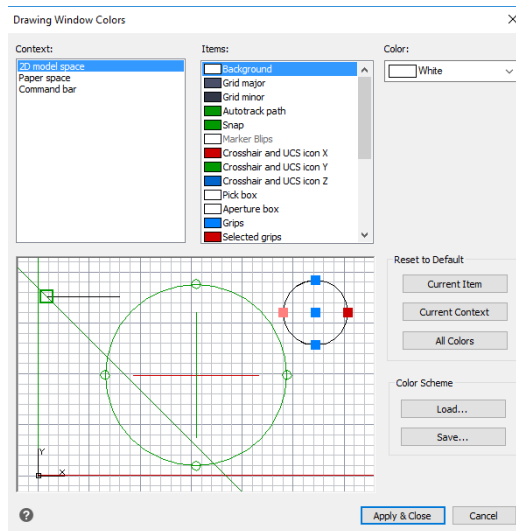 Drawing Window Colors
Context:
2D model space
Paper space
Command bar
Items:
Background
Grid major
Grid minor
Autotrack path
Snap
Marker Blips
Crosshair and UCS icon X
Crosshair and UCS icon Y
Crosshair and UCS icon Z
Pick box
Aperture box
Grips
Selected grips
Color:
White
Y
X
Reset to Default
Current Item
Current Context
All Colors
Color Scheme
Load...
Save...
?
Apply & Close
Cancel